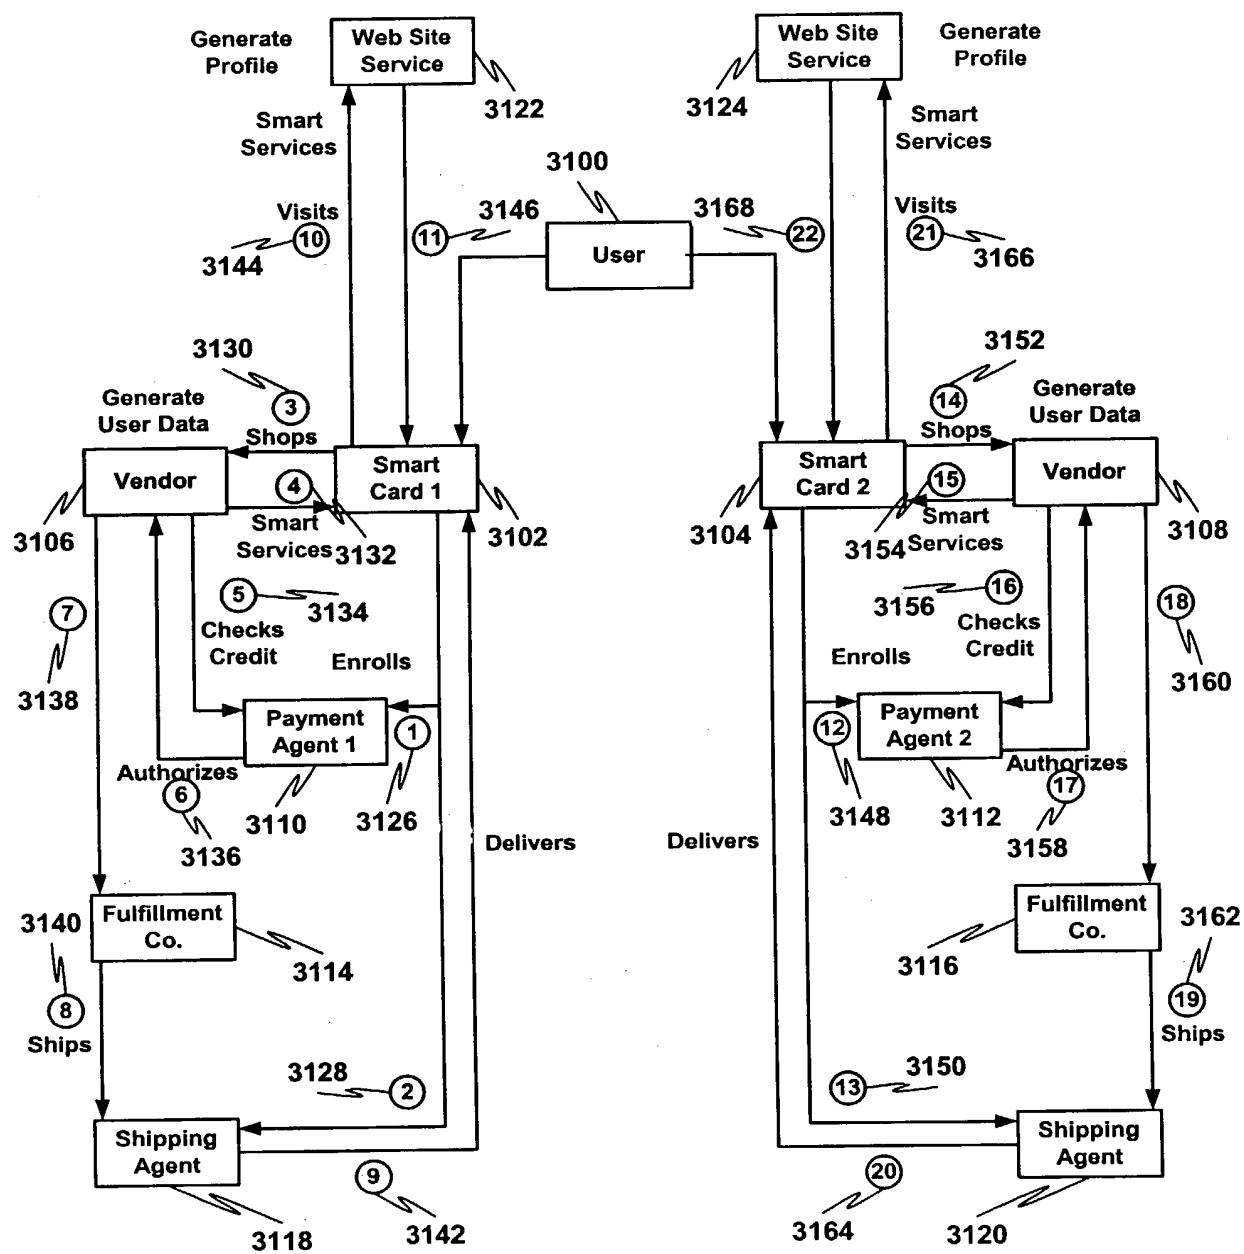 Generate
Profile
Web Site
Service
3122
Smart
Services
Web Site
Service
3124
Generate
Profile
Smart
Services
3100
User
Visits
10
3144
11
3146
3168
22
Visits
21
3166
3130
3
Generate
User Data
Shops
Vendor
3106
4
Smart
Services
3132
Smart
Card 1
3102
3152
14
Shops
Generate
User Data
Smart
Card 2
3104
15
3154
Smart
Services
Vendor
3108
7
3138
5
3134
Checks
Credit
Enrolls
Payment
Agent 1
3110
1
3126
Authorizes
6
3136
3156
16
Checks
Credit
Enrolls
18
3160
12
3148
Payment
Agent 2
3112
Authorizes
17
3158
Delivers
Delivers
Fulfillment
Co.
3114
3140
8
Ships
Fulfillment
Co.
3116
3162
19
Ships
3128
2
13
3150
Shipping
Agent
3118
9
3142
20
3164
Shipping
Agent
3120